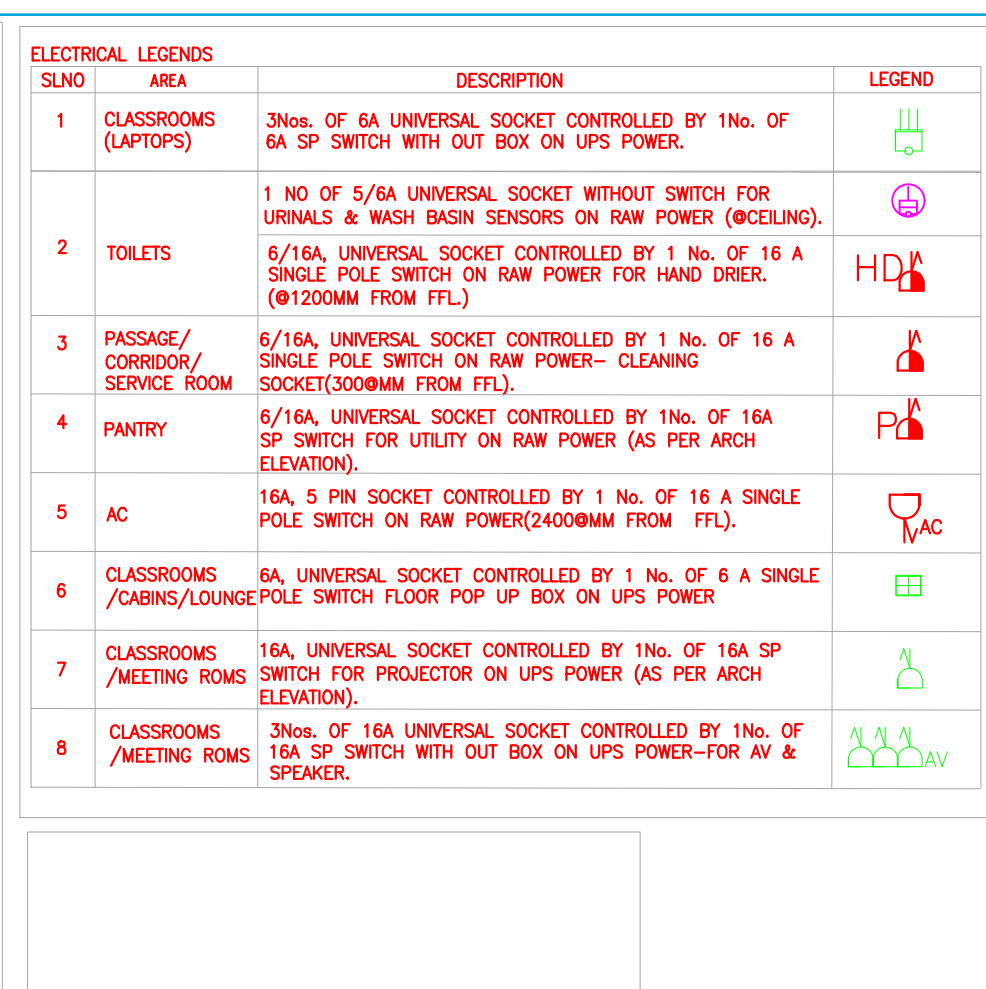 ELECTRICAL LEGENDS
SLNO AREA DESCRIPTION LEGEND
1 CLASSROOMS (LAPTOPS) 3Nos. OF 6A UNIVERSAL SOCKET CONTROLLED BY 1No. OF
6A SP SWITCH WITH OUT BOX ON UPS POWER.
2 TOILETS
1 NO OF 5/6A UNIVERSAL SOCKET WITHOUT SWITCH FOR
URINALS & WASH BASIN SENSORS ON RAW POWER (@CEILING).
6/16A, UNIVERSAL SOCKET CONTROLLED BY 1 No. OF 16 A
SINGLE POLE SWITCH ON RAW POWER FOR HAND DRIER.
(@1200MM FROM FFL.)
HD
3
PASSAGE/
CORRIDOR/
SERVICE ROOM
6/16A, UNIVERSAL SOCKET CONTROLLED BY 1 No. OF 16 A
SINGLE POLE SWITCH ON RAW POWER– CLEANING
SOCKET(300@MM FROM FFL).
4
PANTRY
6/16A, UNIVERSAL SOCKET CONTROLLED BY 1No. OF 16A
SP SWITCH FOR UTILITY ON RAW POWER (AS PER ARCH
ELEVATION).
P
5
AC
16A, 5 PIN SOCKET CONTROLLED BY 1 No. OF 16 A SINGLE
POLE SWITCH ON RAW POWER(2400@MM FROM FFL).
AC
6
CLASSROOMS
/CABINS/LOUNGE
6A, UNIVERSAL SOCKET CONTROLLED BY 1 No. OF 6 A SINGLE
POLE SWITCH FLOOR POP UP BOX ON UPS POWER
7
CLASSROOMS
/MEETING ROMS
16A, UNIVERSAL SOCKET CONTROLLED BY 1No. OF 16A SP
SWITCH FOR PROJECTOR ON UPS POWER (AS PER ARCH
ELEVATION).
8
CLASSROOMS
/MEETING ROMS
3Nos. OF 16A UNIVERSAL SOCKET CONTROLLED BY 1No. OF
16A SP SWITCH WITH OUT BOX ON UPS POWER–FOR AV &
SPEAKER.
AV